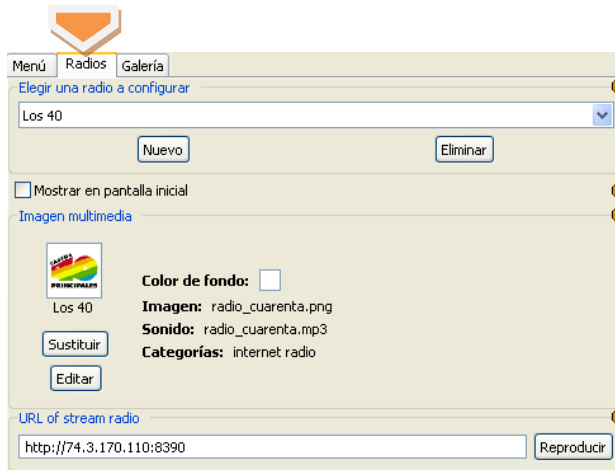 Menú Radios Galería
Elegir una radio a configurar
Los 40
Nuevo Eliminar
Mostrar en pantalla inicial
Imagen multimedia
PRINCIPALES
Los 40
Color de fondo:
Imagen: radio_cuarenta.png
Sonido: radio_cuarenta.mp3
Categorías: internet radio
Sustituir
Editar
URL of stream radio
http://74.3.170.110:8390 Reproducir